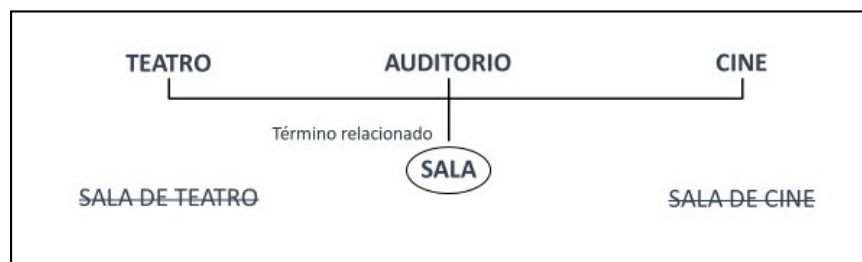 TEATRO
AUDITORIO
CINE
Término relacionado
SALA
SALA DE TEATRO
SALA DE CINE